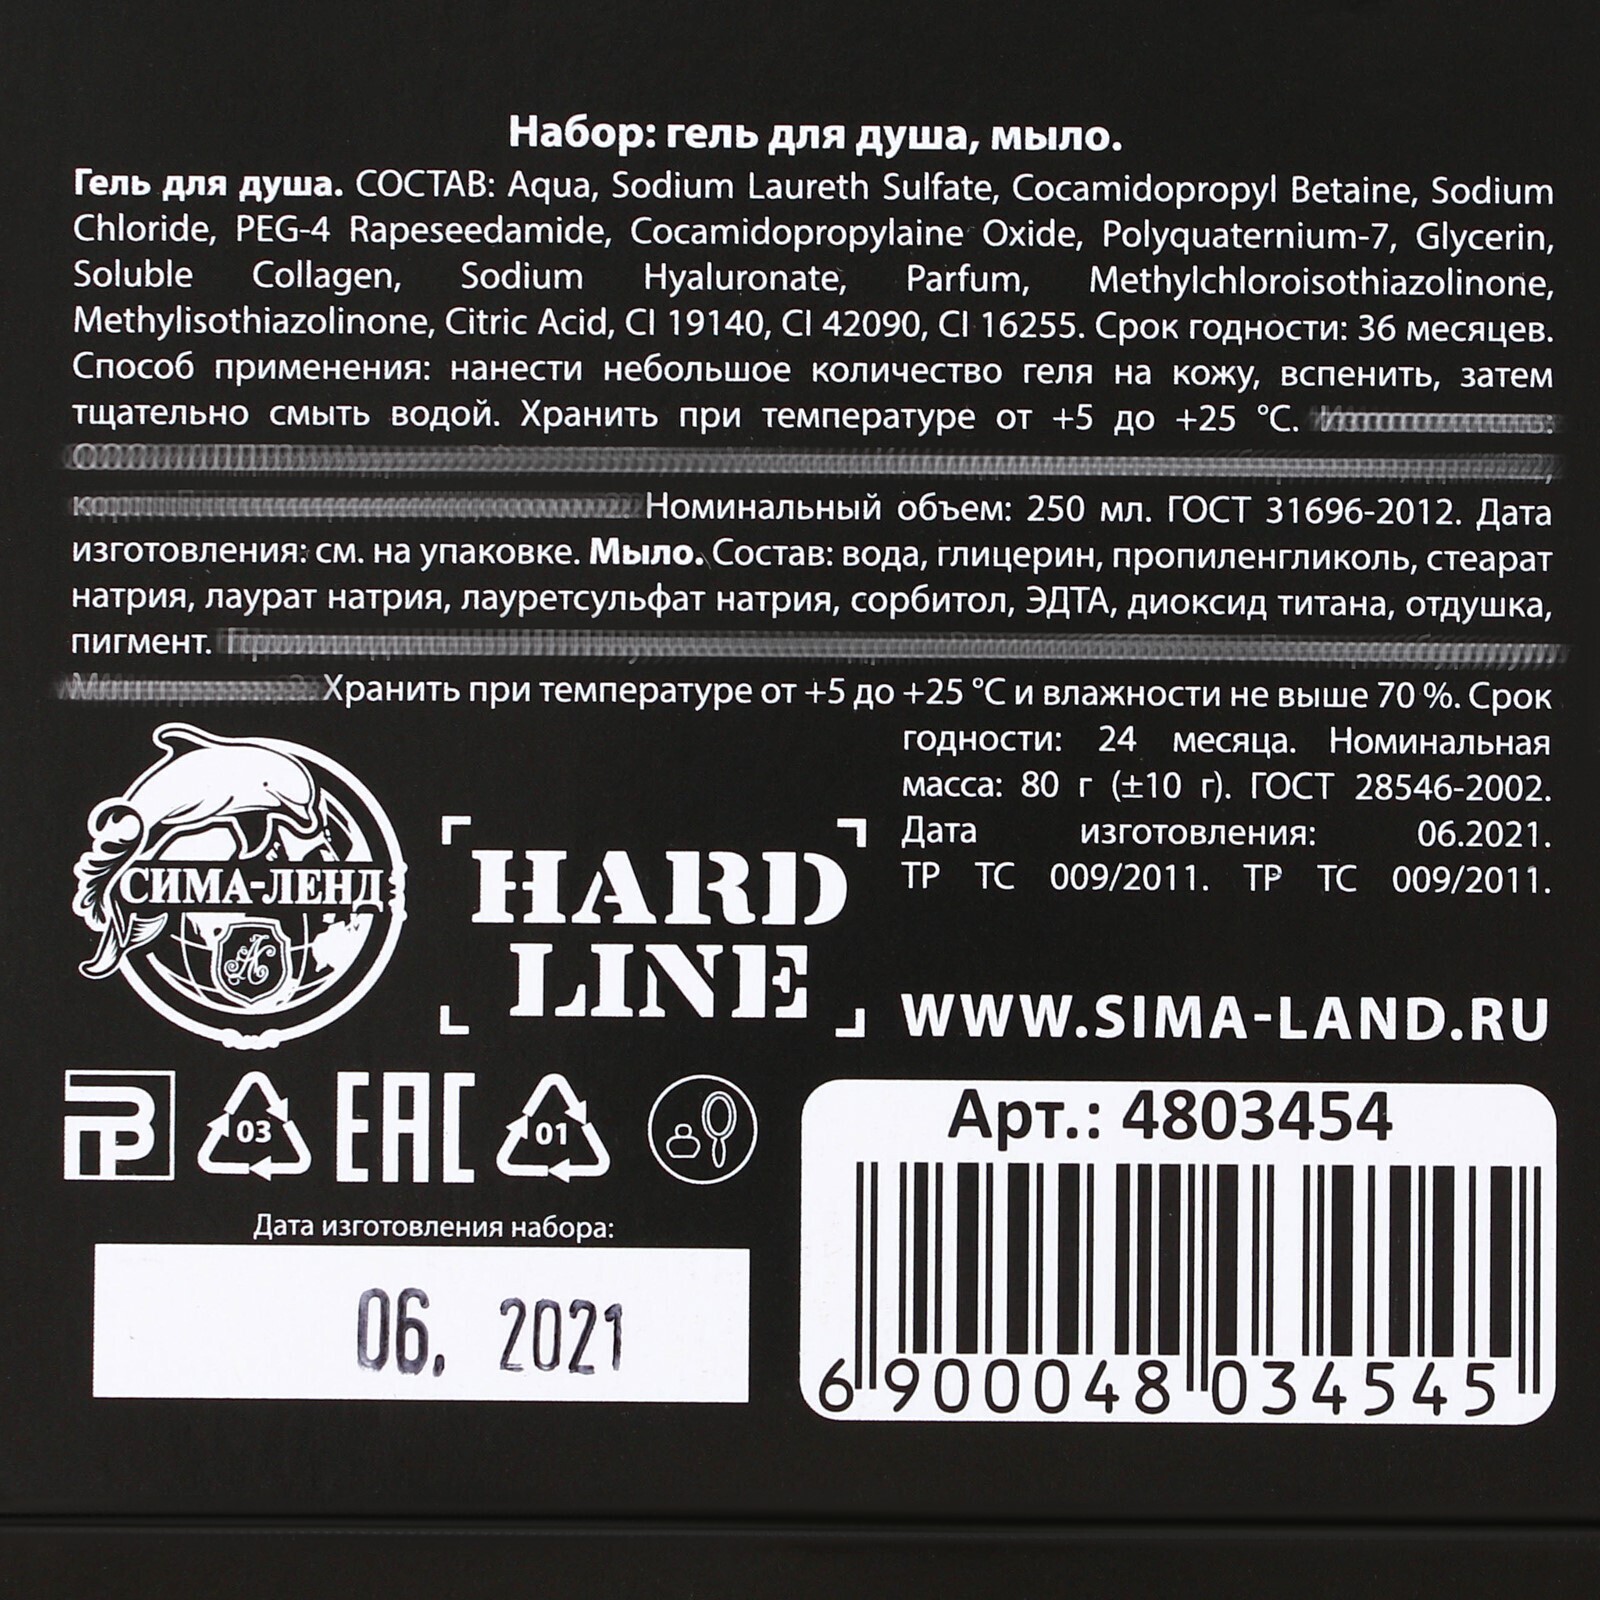 Набор: гель для душа, мыло.
Гель для душа. СОСТАВ: Aqua, Sodium Laureth Sulfate, Cocamidopropyl Betaine, Sodium
Chloride, PEG-4 Rapeseedamide, Cocamidopropylaine Oxide, Polyquaternium-7, Glycerin,
Soluble Collagen, Sodium Hyaluronate, Parfum, Methylchloroisothiazolinone,
Methylisothiazolinone, Citric Acid, CI 19140, CI 42090, CI 16255. Срок годности: 36 месяцев.
Способ применения: нанести небольшое количество геля на кожу, вспенить, затем
тщательно смыть водой. Хранить при температуре от +5 до +25 °C.
Номинальный объем: 250 мл. ГОСТ 31696-2012. Дата
изготовления: см. на упаковке. Мыло. Состав: вода, глицерин, пропиленгликоль, стеарат
натрия, лаурат натрия, лауретсульфат натрия, сорбитол, ЭДТА, диоксид титана, отдушка,
пигмент.
Хранить при температуре от +5 до +25 °C и влажности не выше 70 %. Срок
годности: 24 месяца. Номинальная
масса: 80 г (±10 г). ГОСТ 28546-2002.
Дата изготовления: 06.2021.
ТР ТС 009/2011. ТР ТС 009/2011.
СИМА-ЛЕНД
HARD
LINE
WWW.SIMA-LAND.RU
03
EAC
01
Арт.: 4803454
Дата изготовления набора:
06. 2021
6 900048 034545